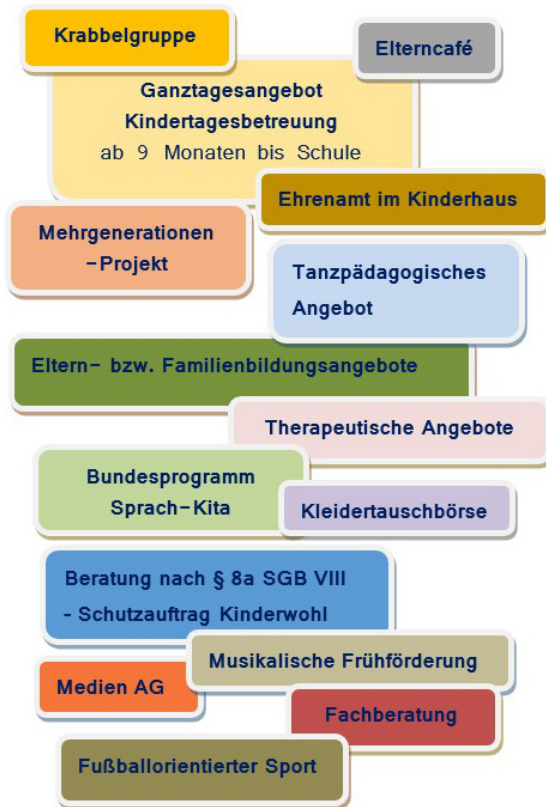 Krabbelgruppe
Elterncafé
Ganztagesangebot
Kindertagesbetreuung
ab 9 Monaten bis Schule
Ehrenamt im Kinderhaus
Mehrgenerationen
-Projekt
Tanzpädagogisches
Angebot
Eltern- bzw. Familienbildungsangebote
Therapeutische Angebote
Bundesprogramm
Sprach-Kita
Kleidertauschbörse
Beratung nach § 8a SGB VIII
- Schutzauftrag Kinderwohl
Musikalische Frühförderung
Medien AG
Fachberatung
Fußballorientierter Sport